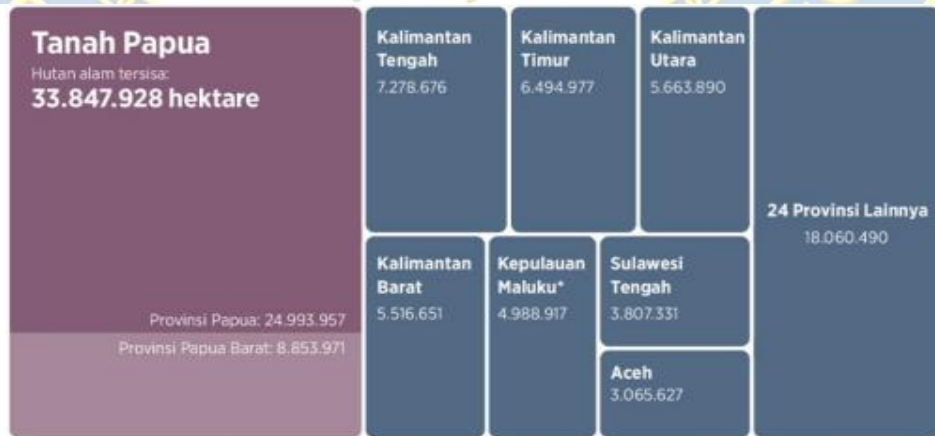 Tanah Papua
Hutan alam tersisa:
33.847.928 hektare
Provinsi Papua: 24.993.957
Provinsi Papua Barat: 8.853.971
Kalimantan
Tengah
7.278.676
Kalimantan
Timur
6.494.977
Kalimantan
Utara
5.663.890
Kalimantan
Barat
5.516.651
Kepulauan
Maluku*
4.988.917
Sulawesi
Tengah
3.807.331
Aceh
3.065.627
24 Provinsi Lainnya
18.060.490